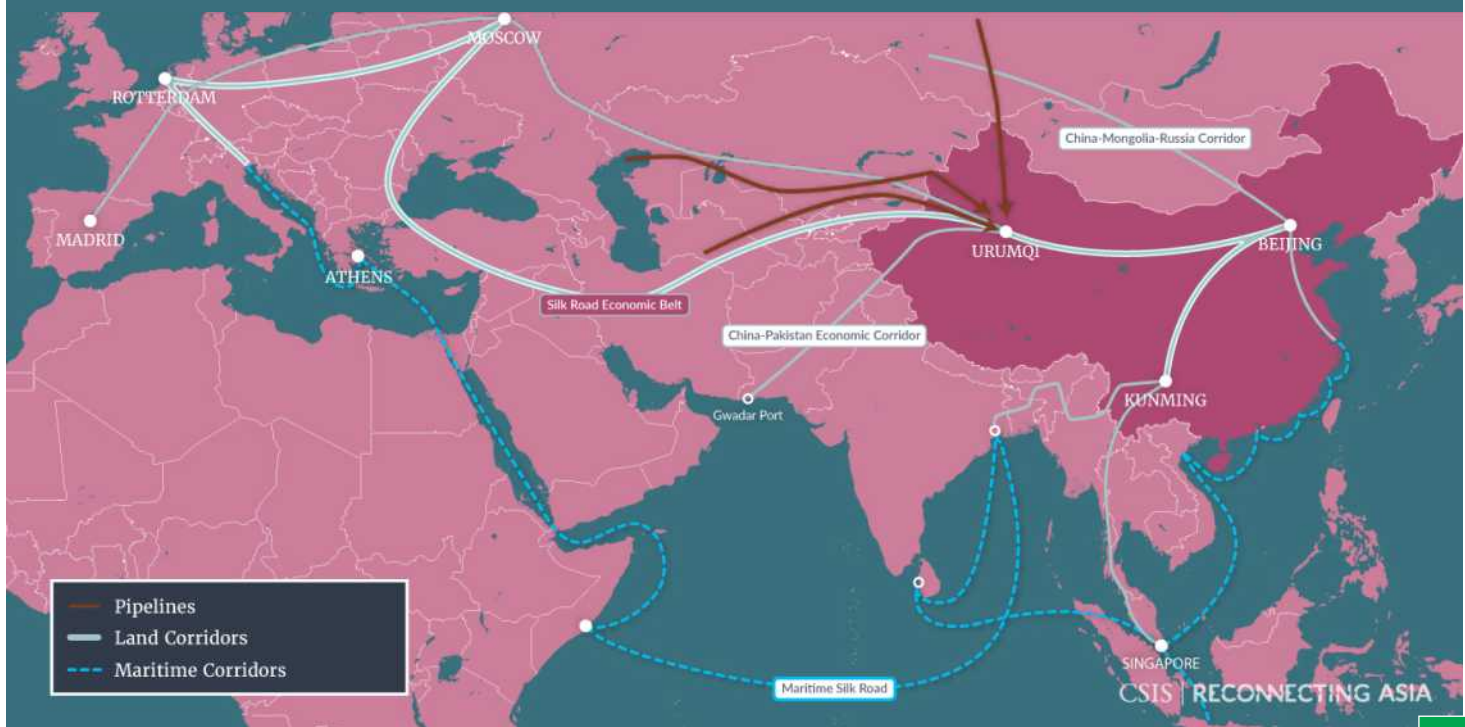 MOSCOW
ROTTERDAM
China-Mongolia-Russia Corridor
MADRID
URUMQI
BEIJING
ATHENS
Silk Road Economic Belt
China-Pakistan Economic Corridor
KUNMING
Gwadar Port
Pipelines
Land Corridors
Maritime Corridors
SINGAPORE
Maritime Silk Road
CSIS | RECONNECTING ASIA